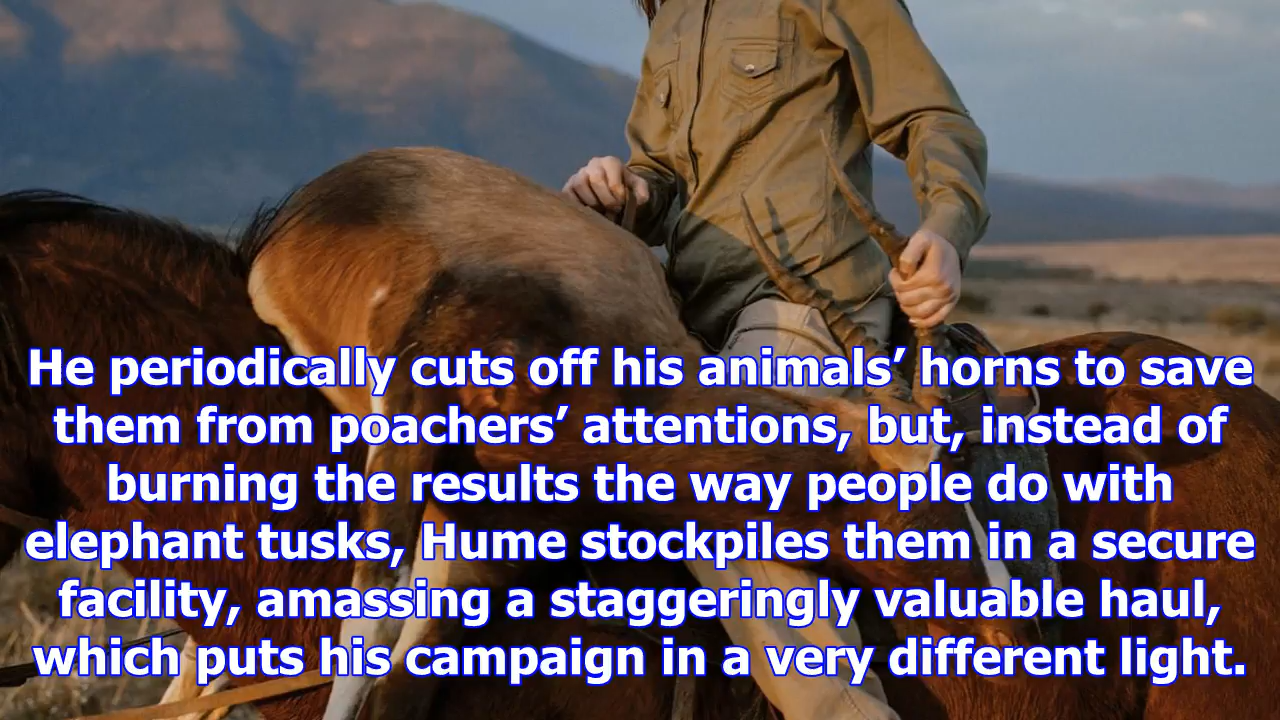 He periodically cuts off his animals’ horns to save
them from poachers’ attentions, but, instead of
burning the results the way people do with
elephant tusks, Hume stockpiles them in a secure
facility, amassing a staggeringly valuable haul,
which puts his campaign in a very different light.